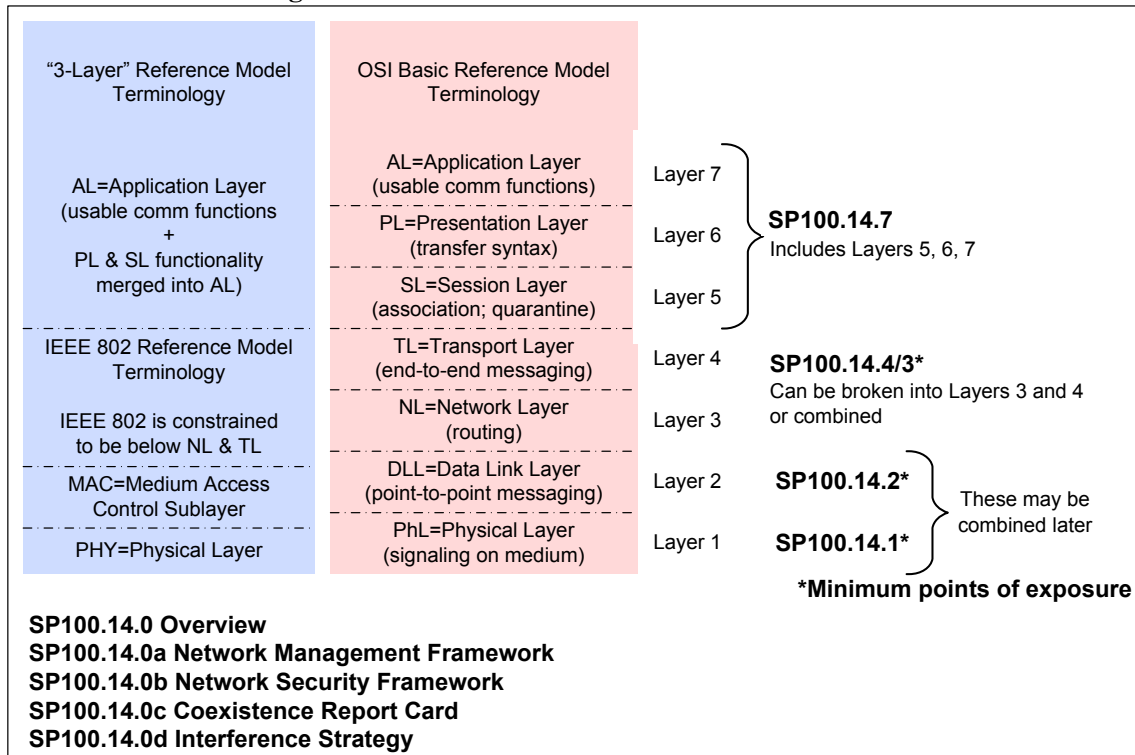 “3-Layer” Reference Model
Terminology
AL=Application Layer
(usable comm functions
+
PL & SL functionality
merged into AL)
IEEE 802 Reference Model
Terminology
IEEE 802 is constrained
to be below NL & TL
MAC=Medium Access
Control Sublayer
PHY=Physical Layer
OSI Basic Reference Model
Terminology
AL=Application Layer
(usable comm functions)
PL=Presentation Layer
(transfer syntax)
SL=Session Layer
(association; quarantine)
TL=Transport Layer
(end-to-end messaging)
NL=Network Layer
(routing)
DLL=Data Link Layer
(point-to-point messaging)
PhL=Physical Layer
(signaling on medium)
Layer 7
Layer 6
Layer 5
Layer 4
Layer 3
Layer 2
Layer 1
SP100.14.7
Includes Layers 5, 6, 7
SP100.14.4/3*
Can be broken into Layers 3 and 4
or combined
SP100.14.2*
SP100.14.1*
These may be
combined later
*Minimum points of exposure
SP100.14.0 Overview
SP100.14.0a Network Management Framework
SP100.14.0b Network Security Framework
SP100.14.0c Coexistence Report Card
SP100.14.0d Interference Strategy